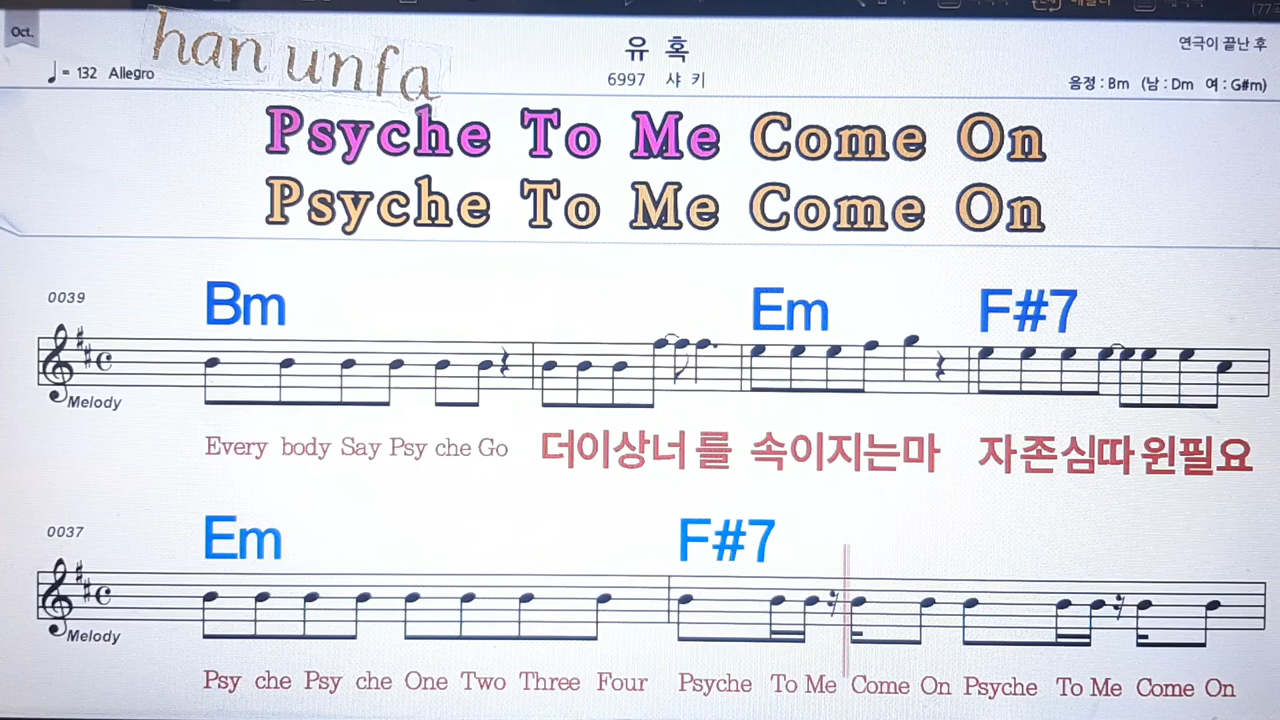 Oct.
han unfa
유 혹
연극이 끝난 후
♩= 132 Allegro
6997 샤 키
음정 : Bm (남 : Dm 여 : G#m)
Psyche To Me Come On
Psyche To Me Come On
0039
Bm Em F#7
Melody
Every body Say Psy che Go 더이상너 를 속이지는마 자존심따 윈필요
0037
Em F#7
Melody
Psy che Psy che One Two Three Four Psyche To Me Come On Psyche To Me Come On